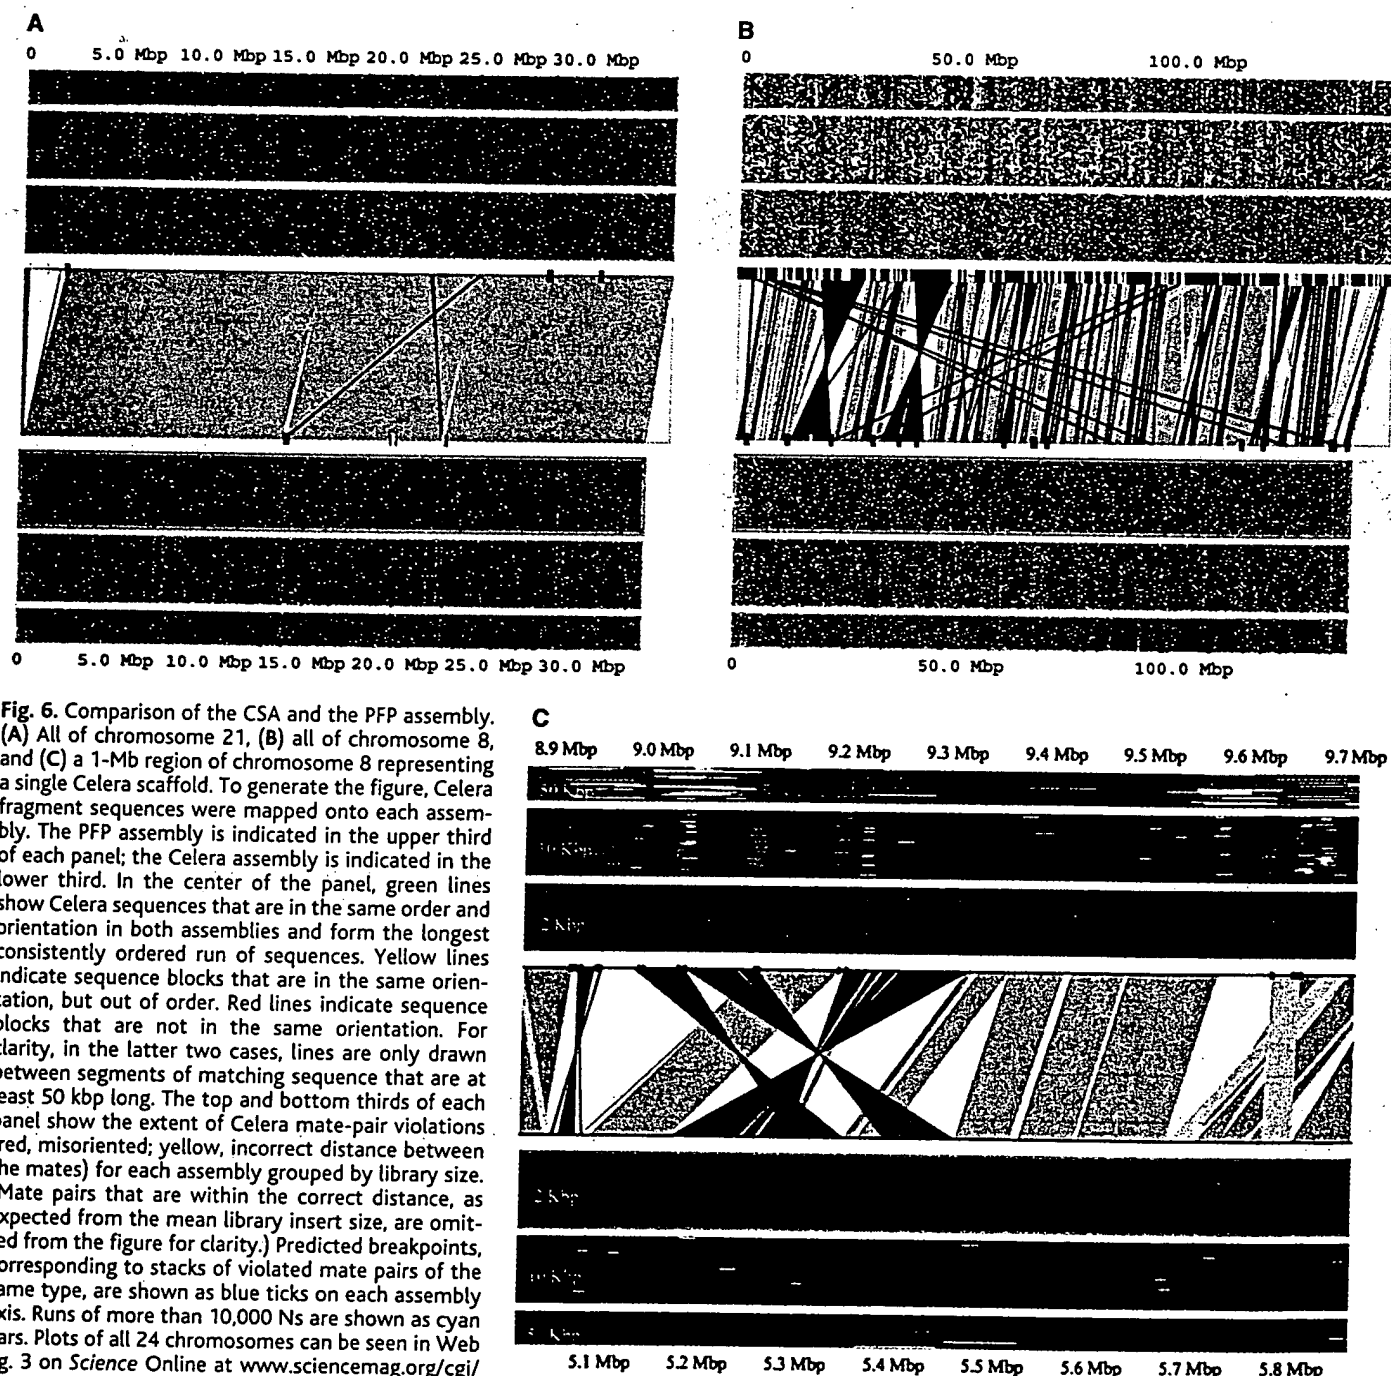 A
0 5.0 Mbp 10.0 Mbp 15.0 Mbp 20.0 Mbp 25.0 Mbp 30.0 Mbp
B
0 50.0 Mbp 100.0 Mbp
0 5.0 Mbp 10.0 Mbp 15.0 Mbp 20.0 Mbp 25.0 Mbp 30.0 Mbp
0 50.0 Mbp 100.0 Mbp
Fig. 6. Comparison of the CSA and the PFP assembly.
(A) All of chromosome 21, (B) all of chromosome 8,
and (C) a 1-Mb region of chromosome 8 representing
a single Celera scaffold. To generate the figure, Celera
fragment sequences were mapped onto each assem-
bly. The PFP assembly is indicated in the upper third
of each panel; the Celera assembly is indicated in the
lower third. In the center of the panel, green lines
show Celera sequences that are in the same order and
orientation in both assemblies and form the longest
consistently ordered run of sequences. Yellow lines
ndicate sequence blocks that are in the same orien-
tation, but out of order. Red lines indicate sequence
blocks that are not in the same orientation. For
clarity, in the latter two cases, lines are only drawn
between segments of matching sequence that are at
east 50 kbp long. The top and bottom thirds of each
panel show the extent of Celera mate-pair violations
red, misoriented; yellow, incorrect distance between
he mates) for each assembly grouped by library size.
Mate pairs that are within the correct distance, as
xpected from the mean library insert size, are omit-
ed from the figure for clarity.) Predicted breakpoints,
orresponding to stacks of violated mate pairs of the
ame type, are shown as blue ticks on each assembly
xis. Runs of more than 10,000 Ns are shown as cyan
ars. Plots of all 24 chromosomes can be seen in Web
g. 3 on Science Online at www.sciencemag.org/cgi/
C
8.9 Mbp 9.0 Mbp 9.1 Mbp 9.2 Mbp 9.3 Mbp 9.4 Mbp 9.5 Mbp 9.6 Mbp 9.7 Mbp
50 Kbp
10 Kbp
2 Kbp
2 Kbp
10 Kbp
Kbp
5.1 Mbp 5.2 Mbp 5.3 Mbp 5.4 Mbp 5.5 Mbp 5.6 Mbp 5.7 Mbp 5.8 Mbp